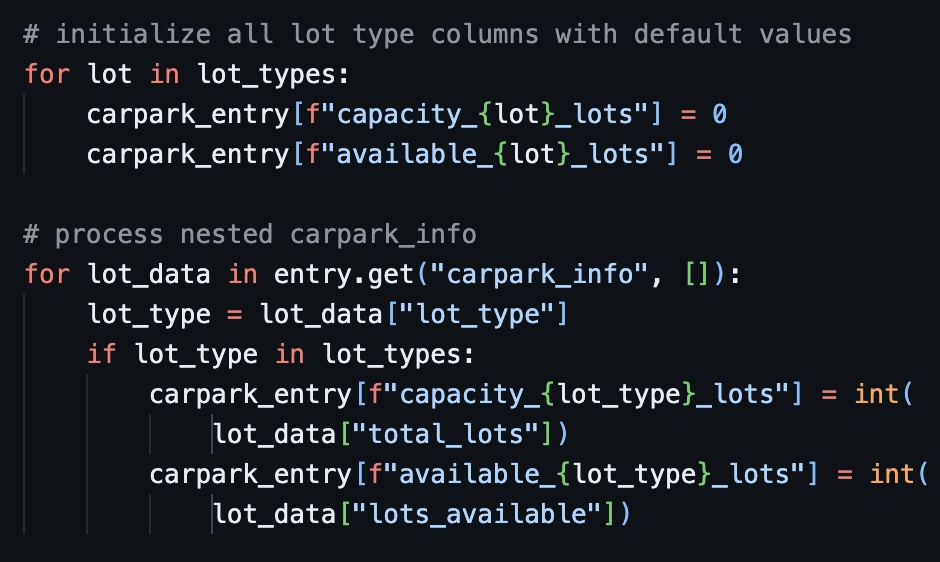 # initialize all lot type columns with default values
for lot in lot_types:
    carpark_entry[f"capacity_{lot}_lots"] = 0
    carpark_entry[f"available_{lot}_lots"] = 0

# process nested carpark_info
for lot_data in entry.get("carpark_info", []):
    lot_type = lot_data["lot_type"]
    if lot_type in lot_types:
        carpark_entry[f"capacity_{lot_type}_lots"] = int(
            lot_data["total_lots"])
        carpark_entry[f"available_{lot_type}_lots"] = int(
            lot_data["lots_available"])